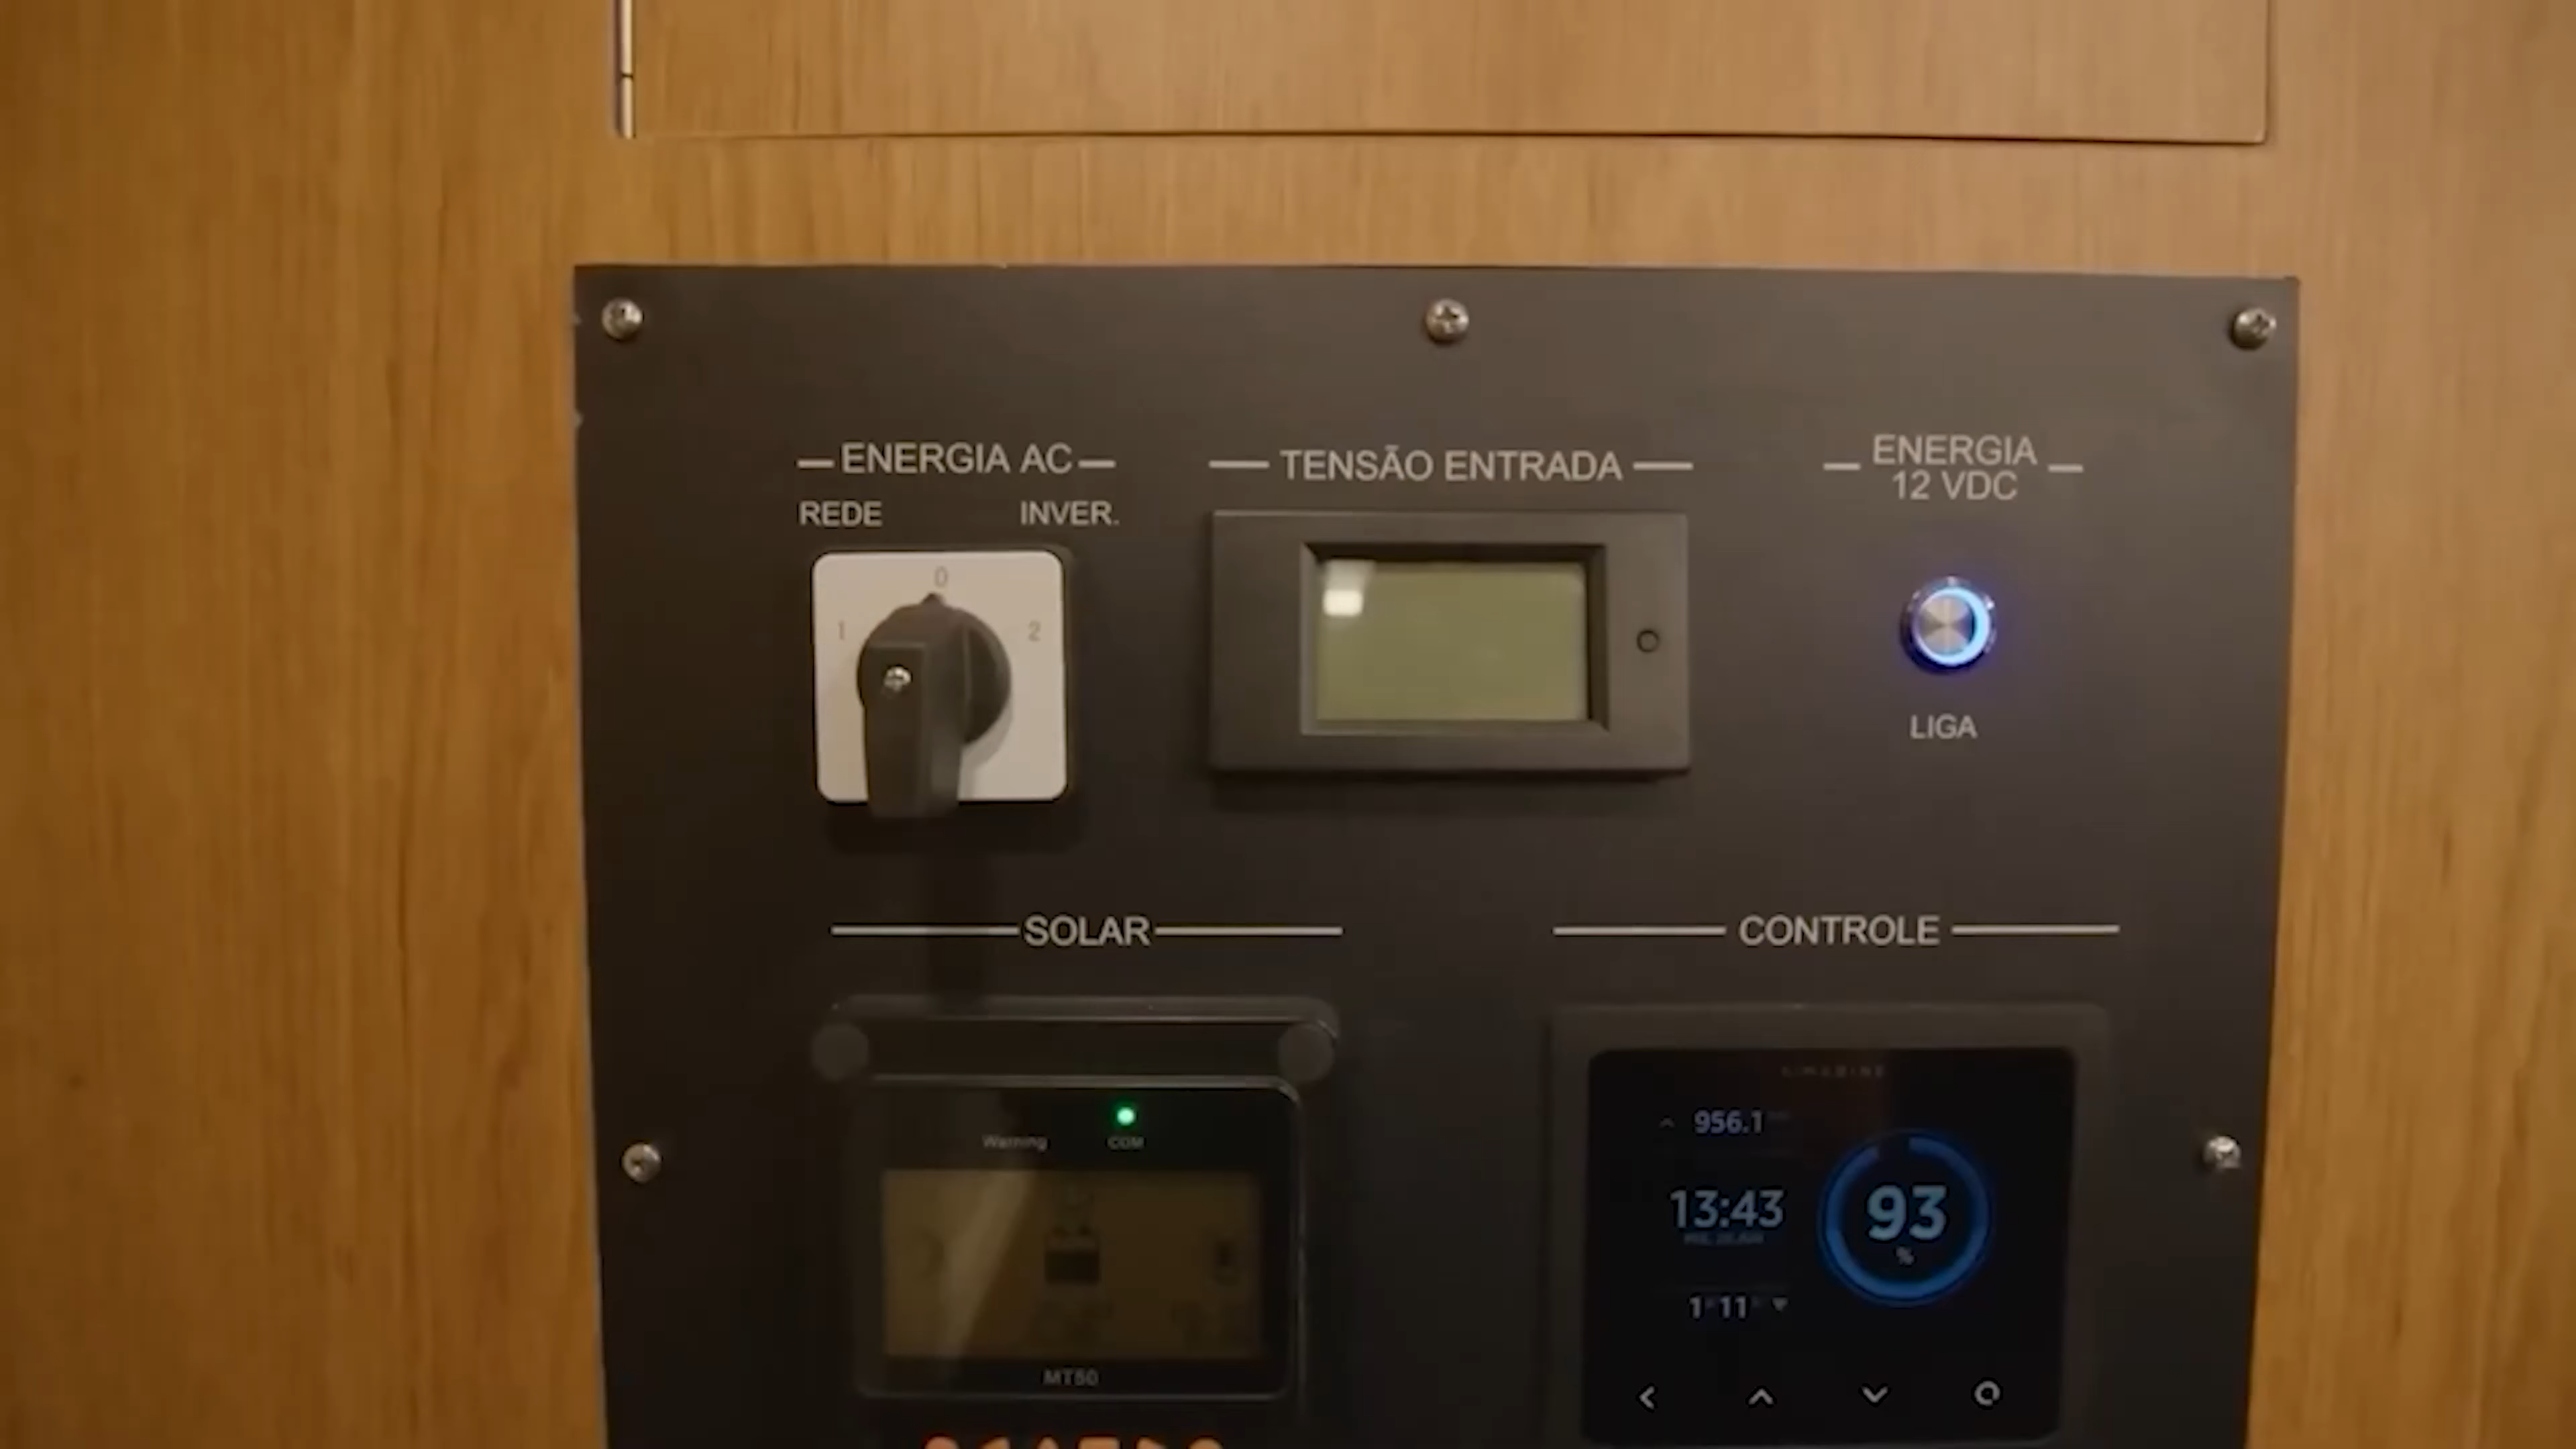 ENERGIA AC
REDE INVER.
0
1 2
TENSÃO ENTRADA
ENERGIA
12 VDC
LIGA
SOLAR
Warning COM
MT50
CONTROLE
956.1
13:43
93
%
1 11